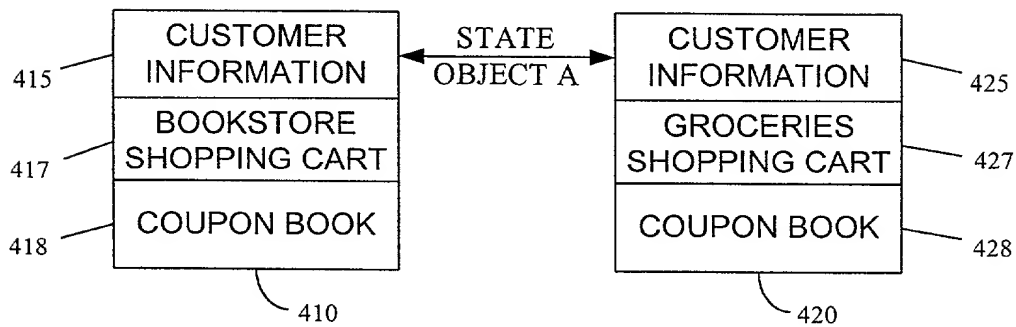 CUSTOMER
INFORMATION
415
BOOKSTORE
SHOPPING CART
417
COUPON BOOK
418
410
STATE
OBJECT A
CUSTOMER
INFORMATION
425
GROCERIES
SHOPPING CART
427
COUPON BOOK
428
420